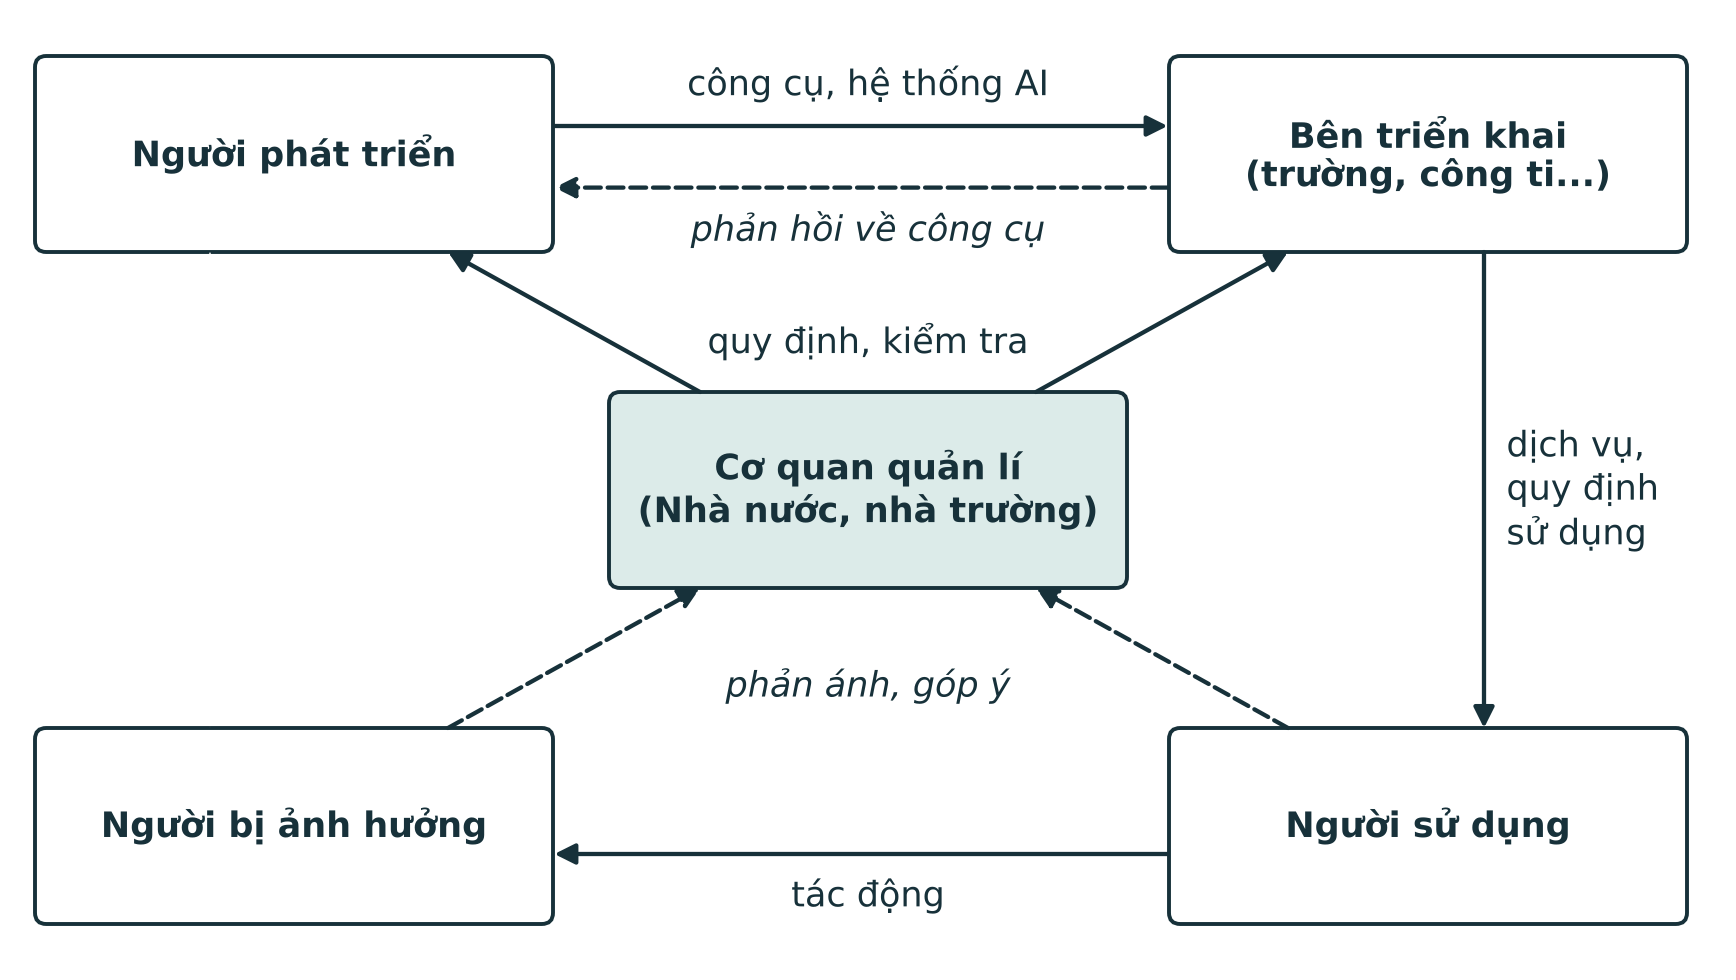 công cụ, hệ thống AI
Người phát triển
Bên triển khai
(trường, công ti...)
phản hồi về công cụ
quy định, kiểm tra
Cơ quan quản lí
(Nhà nước, nhà trường)
dịch vụ,
quy định
sử dụng
phản ánh, góp ý
Người bị ảnh hưởng
Người sử dụng
tác động